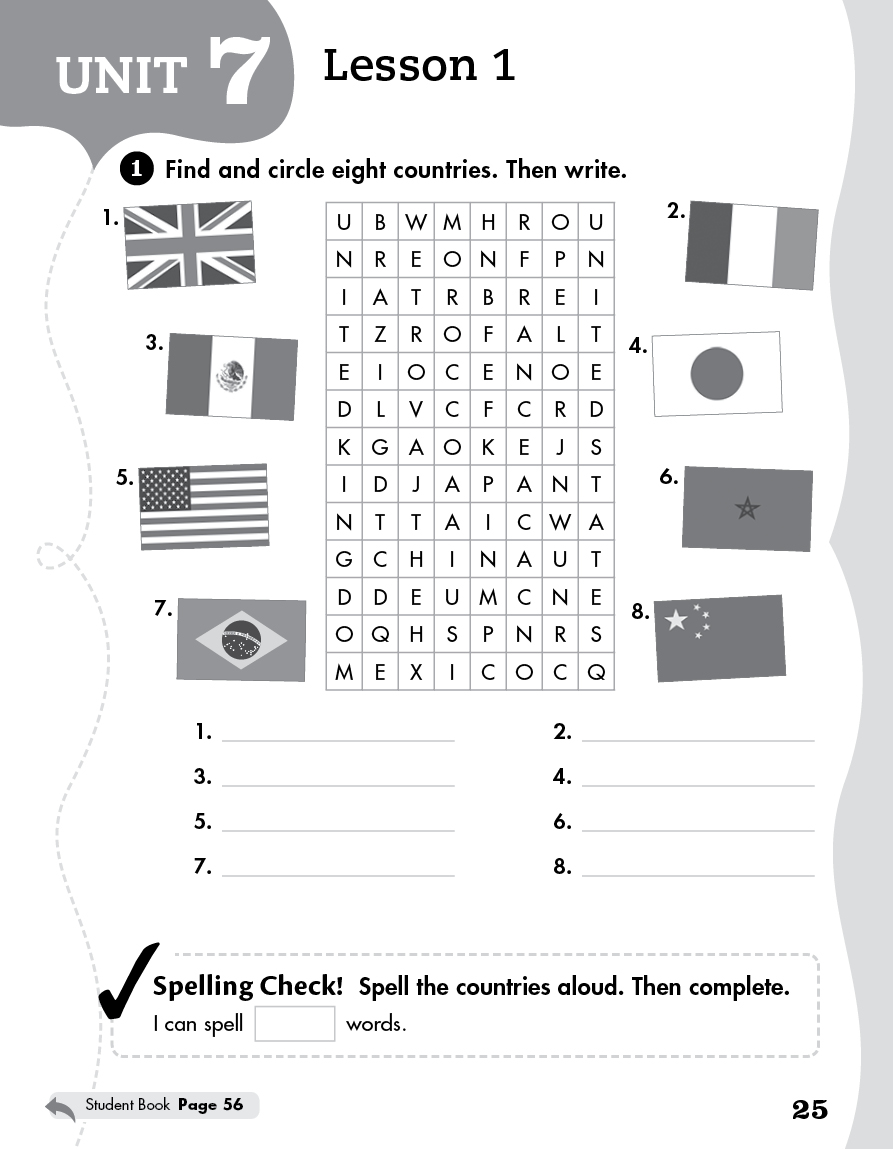 UNIT 7 Lesson 1
1 Find and circle eight countries. Then write.
1.
2.
3.
4.
5.
6.
7.
8.
U B W M H R O U
N R E O N F P N
I A T R B R E I
T Z R O F A L T
E I O C E N O E
D L V C F C R D
K G A O K E J S
I D J A P A N T
N T T A I C W A
G C H I N A U T
D D E U M C N E
O Q H S P N R S
M E X I C O C Q
1. 2.
3. 4.
5. 6.
7. 8.
Spelling Check! Spell the countries aloud. Then complete.
I can spell words.
Student Book Page 56
25